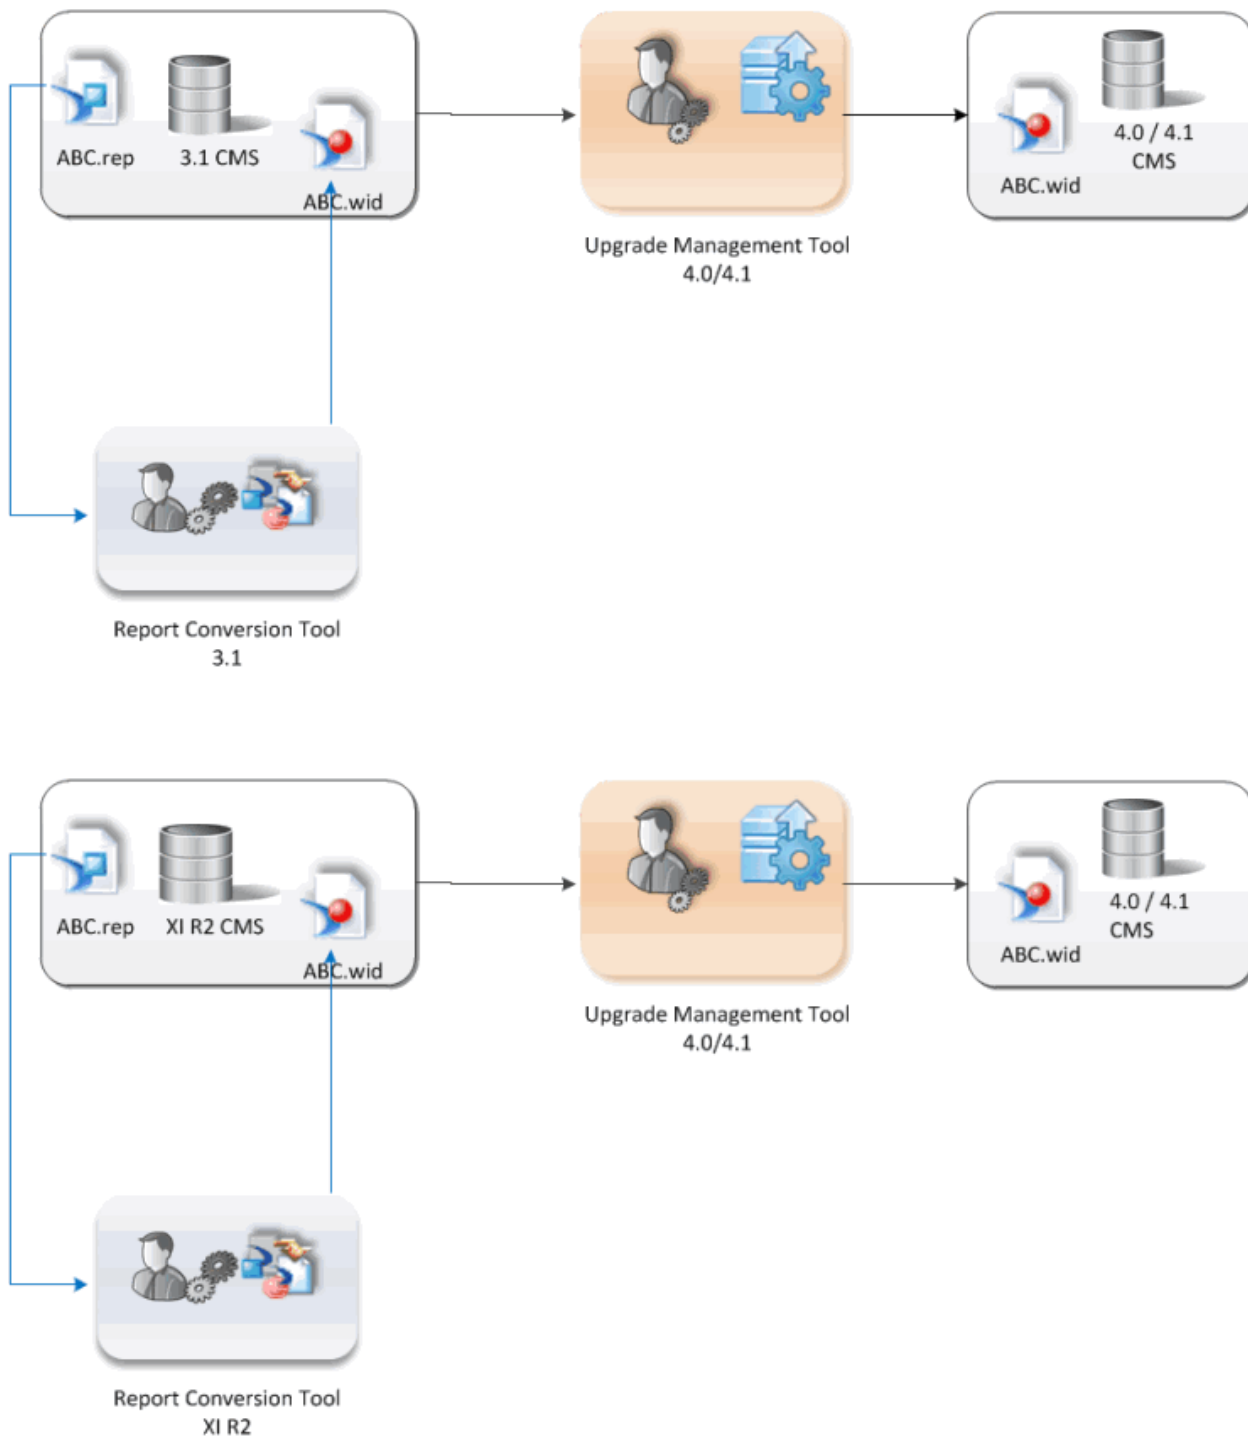 ABC.rep
3.1 CMS
ABC.wid
Upgrade Management Tool
4.0/4.1
ABC.wid
4.0 / 4.1
CMS
Report Conversion Tool
3.1
ABC.rep
XI R2 CMS
ABC.wid
Upgrade Management Tool
4.0/4.1
ABC.wid
4.0 / 4.1
CMS
Report Conversion Tool
XI R2